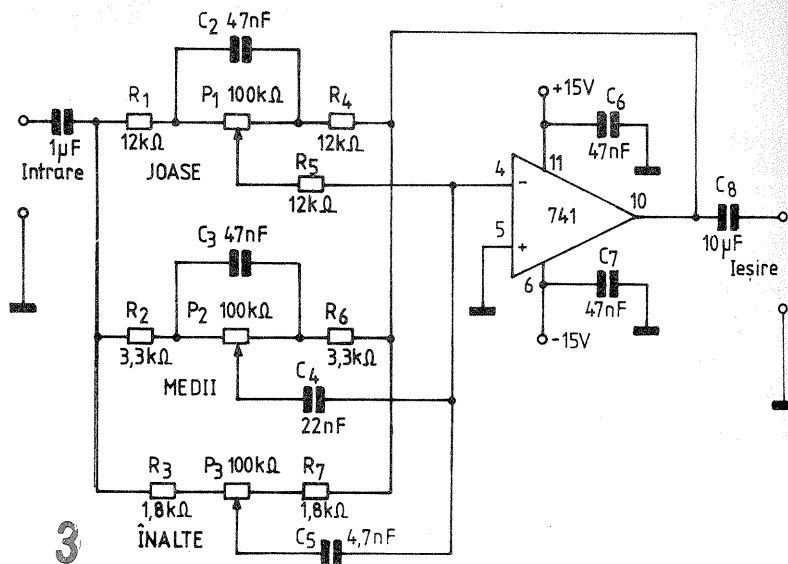 C2 47nF
R1
P1 100kΩ
R4
+15V
C6
47nF
1µF
12kΩ
12kΩ
Intrare
JOASE
R5
12kΩ
4
-
11
741
10
5
+
6
C8
10µF
Ieșire
C3 47nF
C7
47nF
-15V
R2
P2 100kΩ
R6
3,3kΩ
3,3kΩ
MEDII
C4
22nF
R3
P3 100kΩ
R7
1,8kΩ
1,8kΩ
ÎNALTE
C5
4,7nF
3